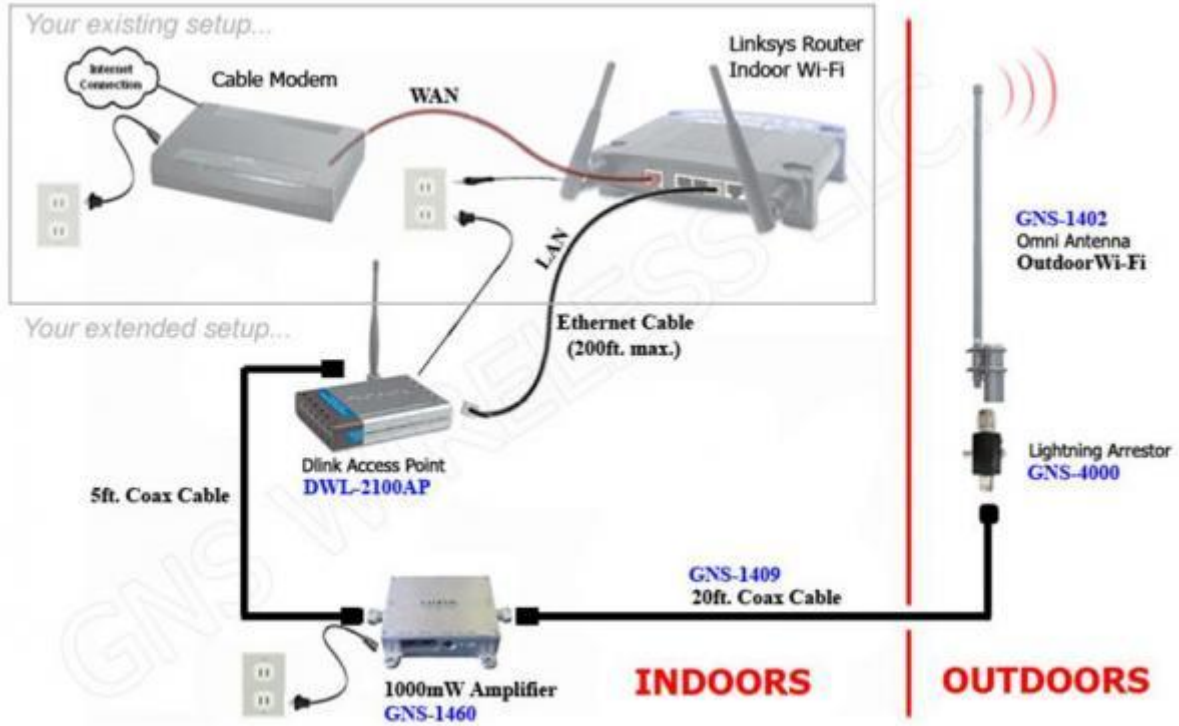 Your existing setup...
Internet
Connection
Cable Modem
WAN
Linksys Router
Indoor Wi-Fi
LAN
GNS-1402
Omni Antenna
OutdoorWi-Fi
Your extended setup...
Ethernet Cable
(200ft. max.)
Dlink Access Point
DWL-2100AP
Lightning Arrestor
GNS-4000
5ft. Coax Cable
GNS-1409
20ft. Coax Cable
1000mW Amplifier
GNS-1460
INDOORS
OUTDOORS
GNS WIRELESS LLC.